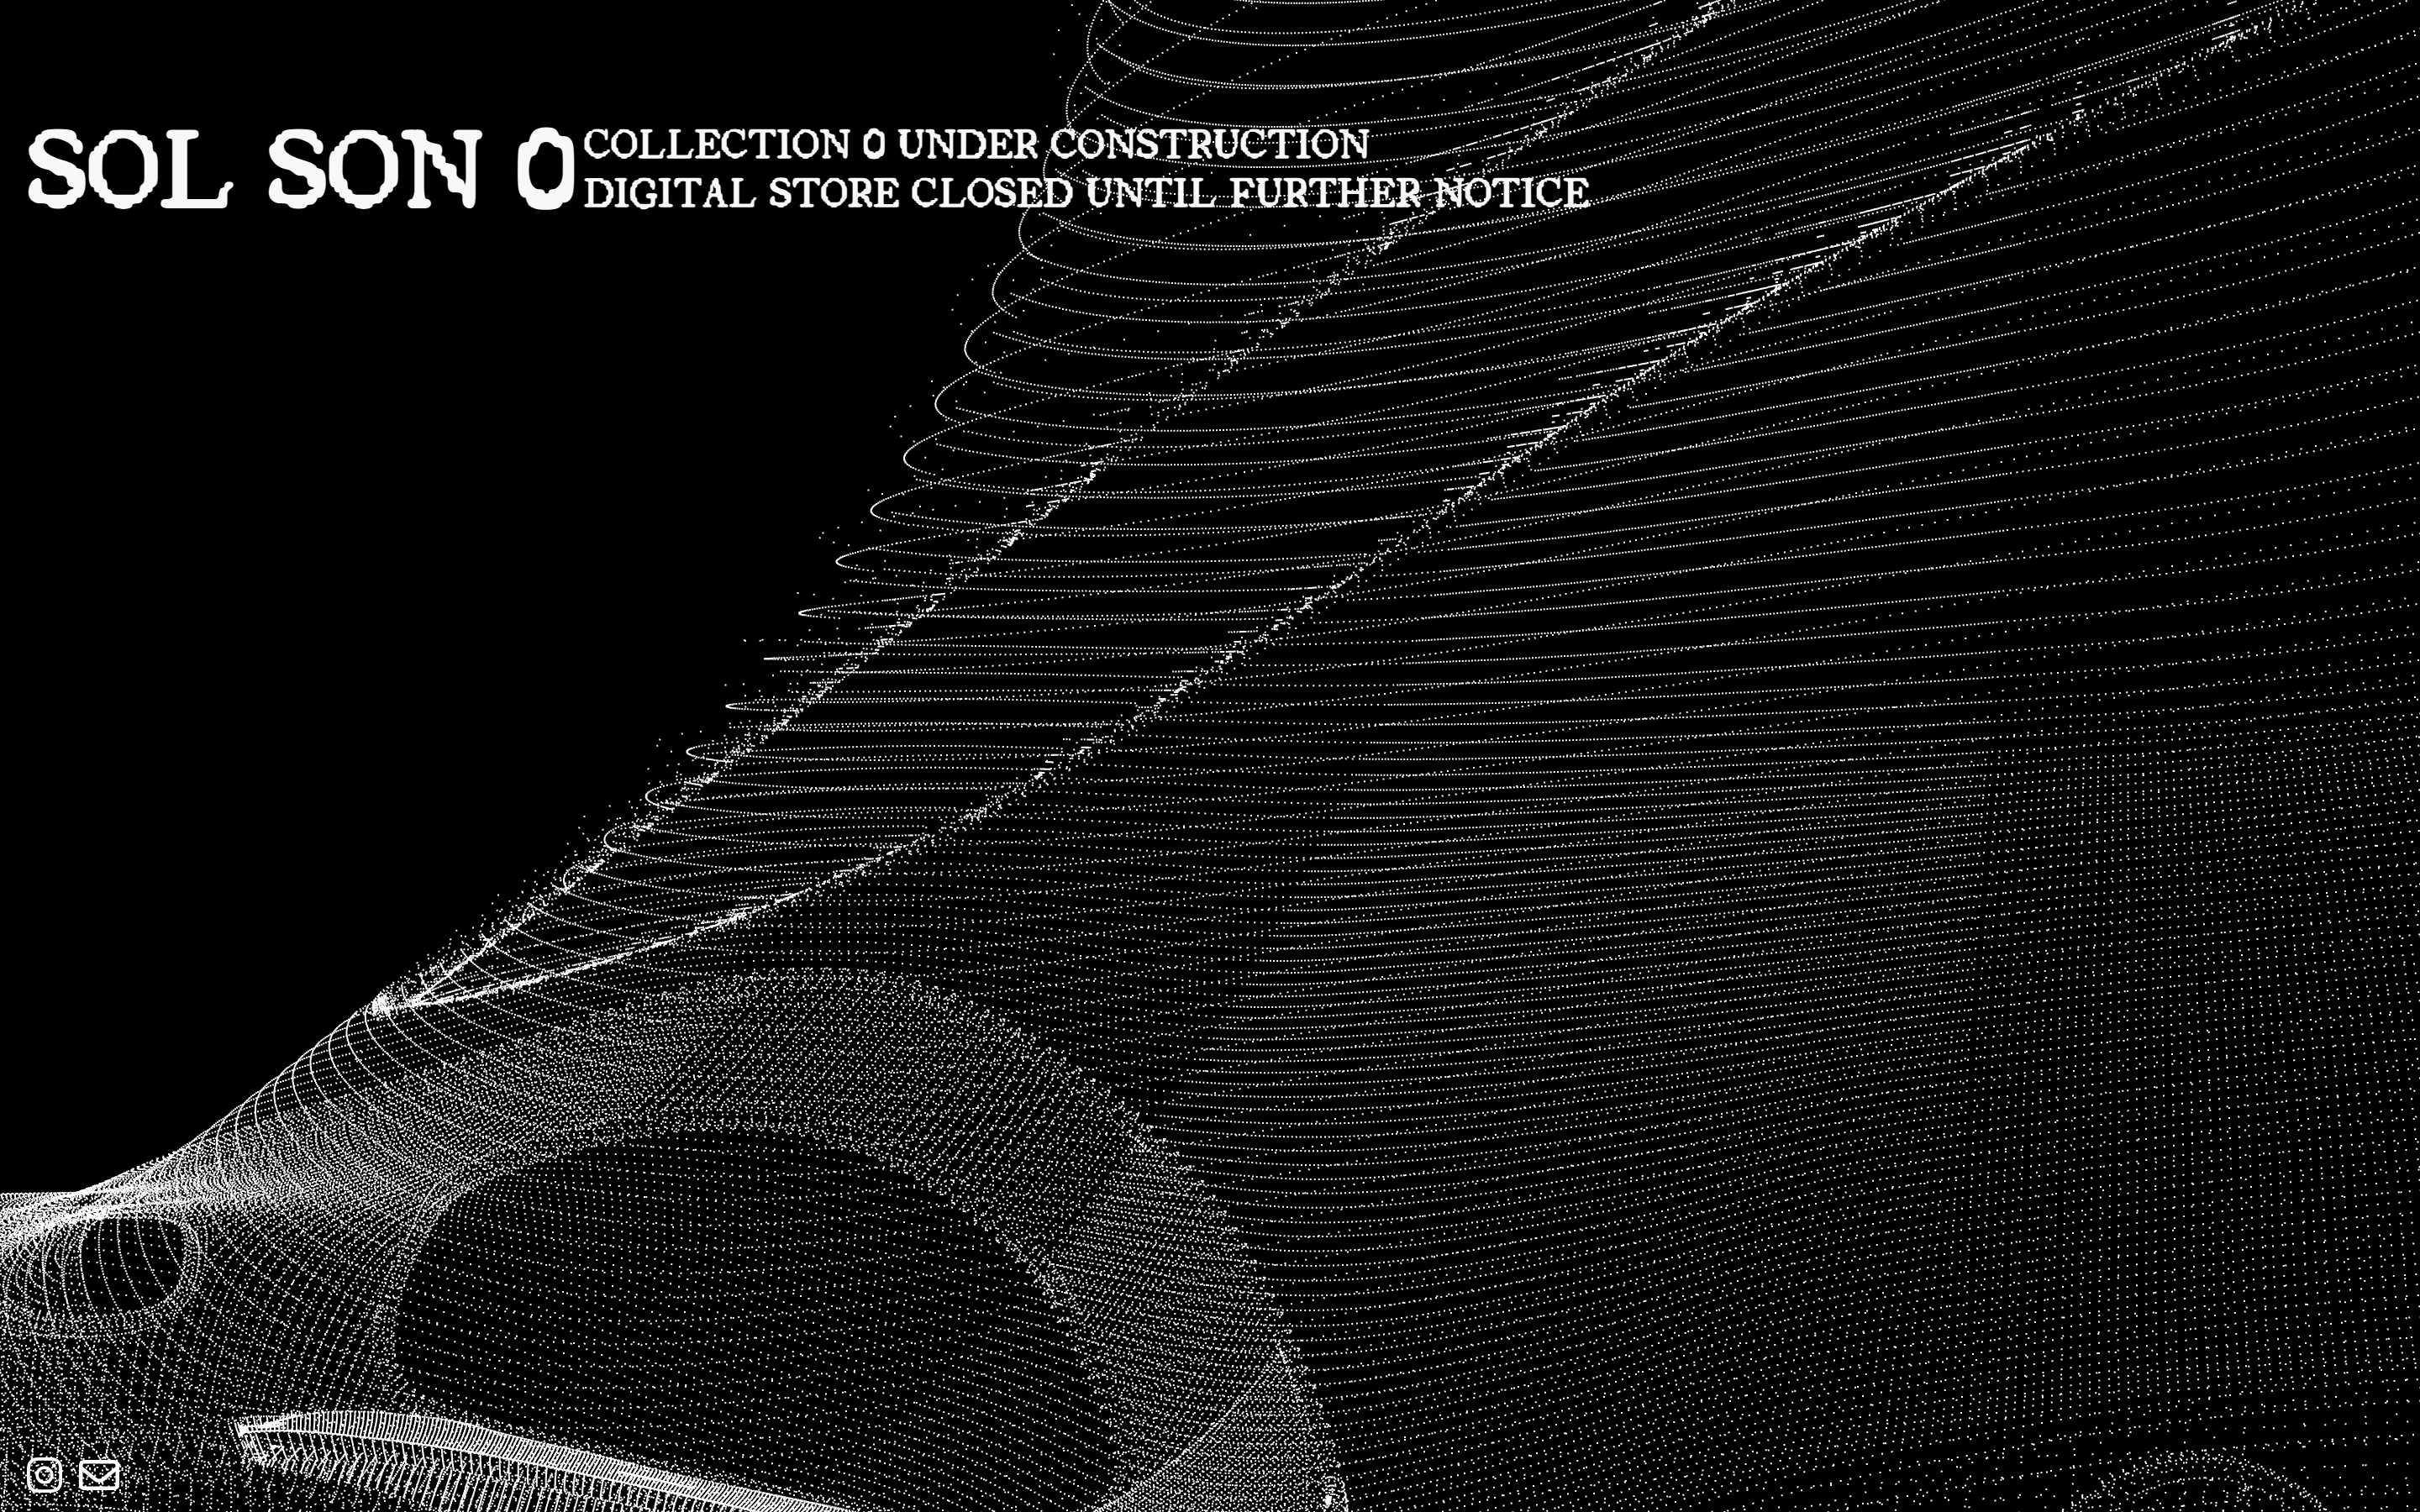 SOL SON 0
COLLECTION 0 UNDER CONSTRUCTION
DIGITAL STORE CLOSED UNTIL FURTHER NOTICE